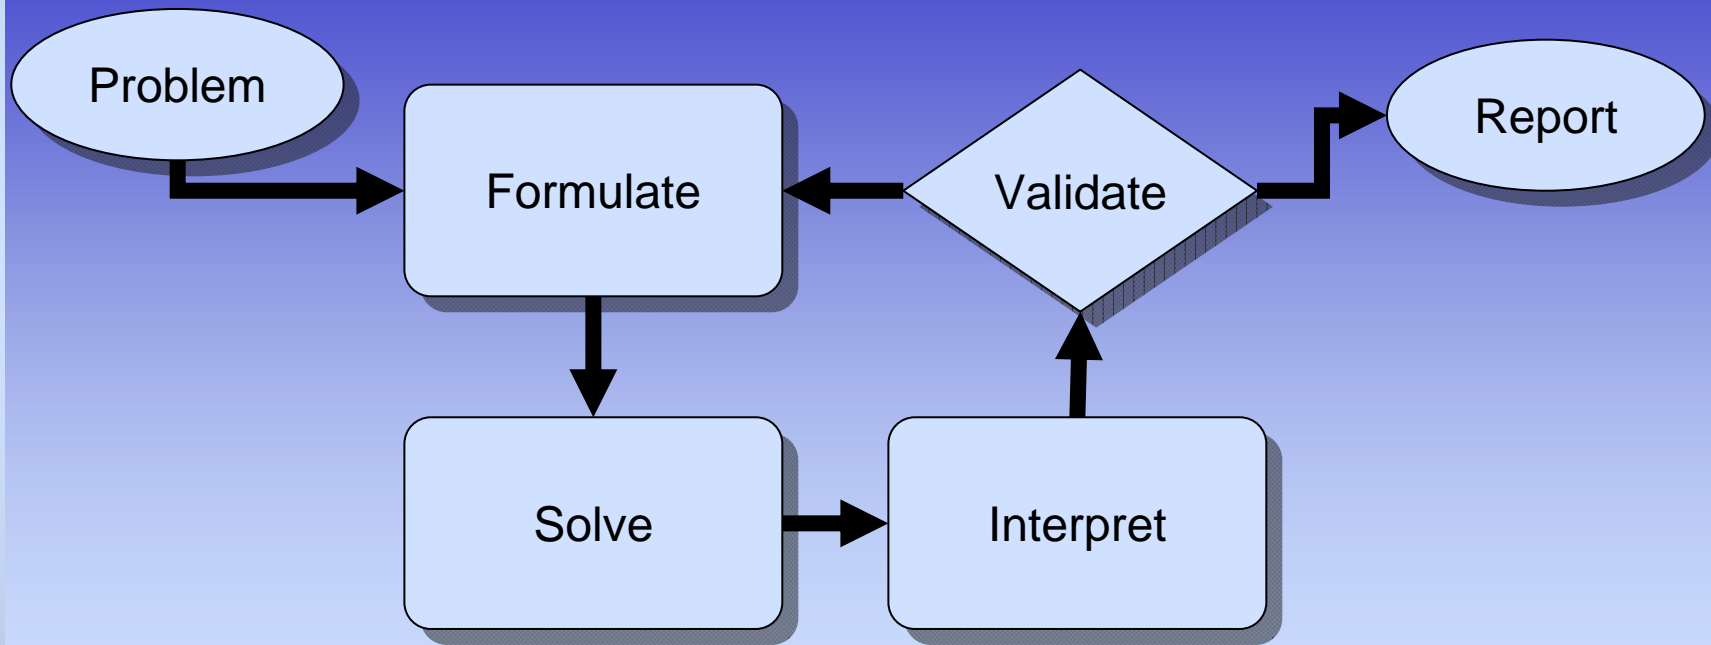 Problem
Formulate
Validate
Report
Solve
Interpret